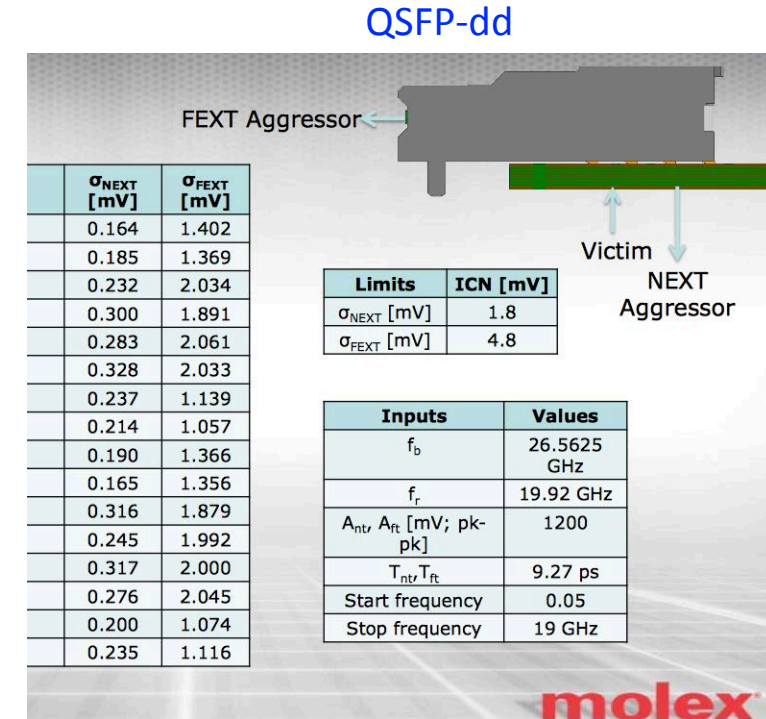 QSFP-dd
FEXT Aggressor
σNEXT [mV] σFEXT [mV]
0.164 1.402
0.185 1.369
0.232 2.034
0.300 1.891
0.283 2.061
0.328 2.033
0.237 1.139
0.214 1.057
0.190 1.366
0.165 1.356
0.316 1.879
0.245 1.992
0.317 2.000
0.276 2.045
0.200 1.074
0.235 1.116
Victim
NEXT
Aggressor
Limits ICN [mV]
σNEXT [mV] 1.8
σFEXT [mV] 4.8
Inputs Values
fb 26.5625
GHz
fr 19.92 GHz
Ant, Aft [mV; pk-
pk] 1200
Tnt,Tft 9.27 ps
Start frequency 0.05
Stop frequency 19 GHz
molex